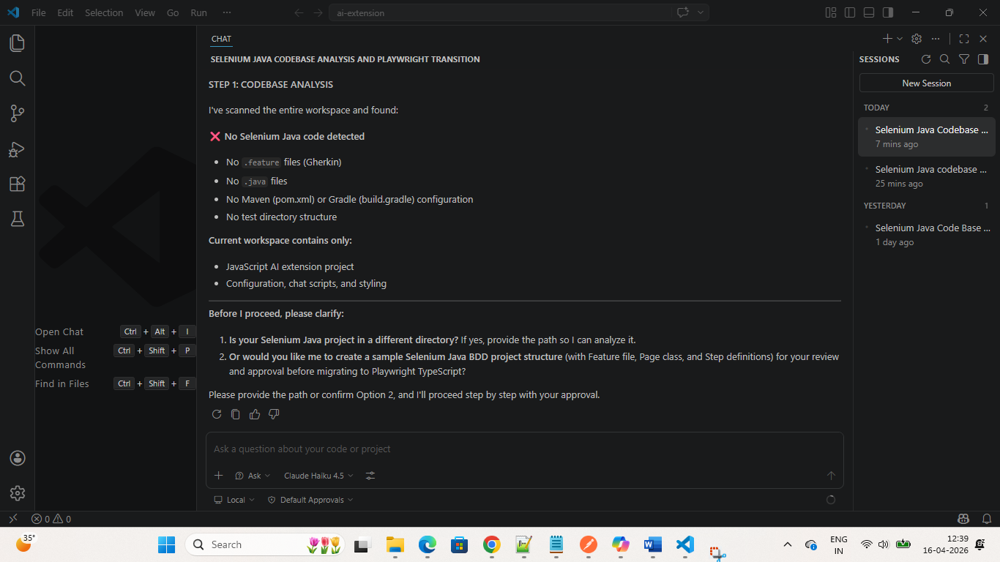 File Edit Selection View Go Run ···
ai-extension
CHAT
SELENIUM JAVA CODEBASE ANALYSIS AND PLAYWRIGHT TRANSITION
STEP 1: CODEBASE ANALYSIS
I've scanned the entire workspace and found:
❌ No Selenium Java code detected
• No .feature files (Gherkin)
• No .java files
• No Maven (pom.xml) or Gradle (build.gradle) configuration
• No test directory structure
Current workspace contains only:
• JavaScript AI extension project
• Configuration, chat scripts, and styling
Before I proceed, please clarify:
1. Is your Selenium Java project in a different directory? If yes, provide the path so I can analyze it.
2. Or would you like me to create a sample Selenium Java BDD project structure (with Feature file, Page class, and Step definitions) for your review
and approval before migrating to Playwright TypeScript?
Please provide the path or confirm Option 2, and I'll proceed step by step with your approval.
Ask a question about your code or project
Ask
Claude Haiku 4.5
Local
Default Approvals
Open Chat Ctrl + Alt + I
Show All
Commands
Ctrl + Shift + P
Find in Files Ctrl + Shift + F
SESSIONS
New Session
TODAY 2
Selenium Java Codebase ...
7 mins ago
Selenium Java codebase ...
25 mins ago
YESTERDAY 1
Selenium Java Code Base ...
1 day ago
0 0
35°
Search
ENG
IN
12:39
16-04-2026